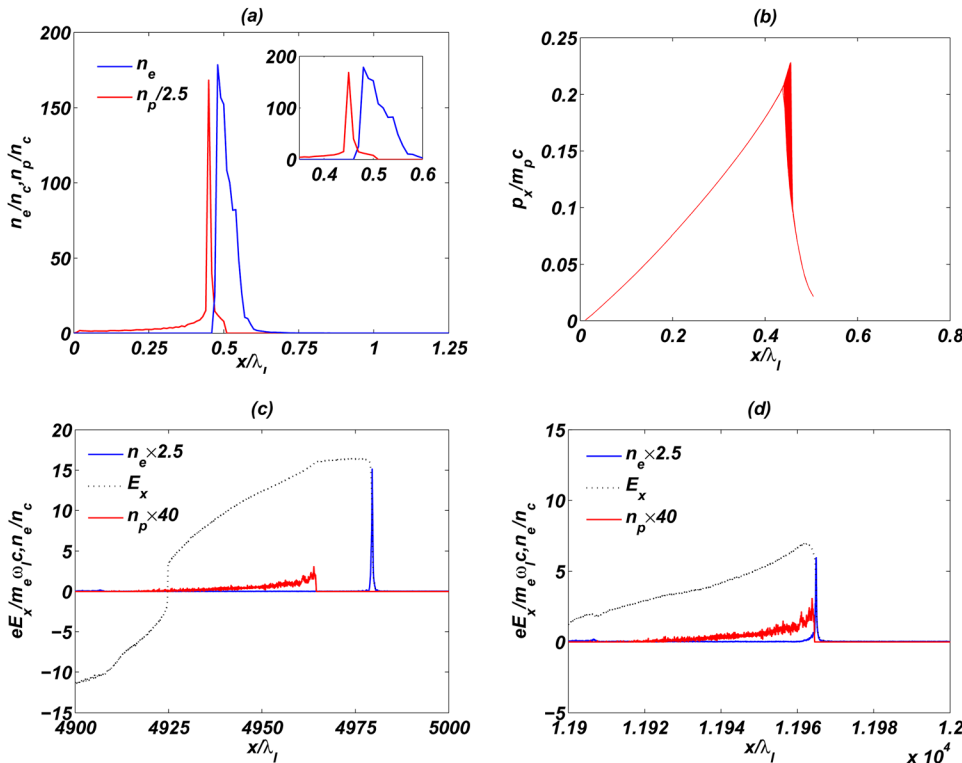 (a)
200
150
100
50
0
n_e/n_c,n_p/n_c
n_e
n_p/2.5
200
100
0
0.4 0.5 0.6
0 0.25 0.5 0.75 1 1.25
x/λ_l
(b)
0.25
0.2
0.15
0.1
0.05
0
p_x/m_p c
0 0.2 0.4 0.6 0.8
x/λ_l
(c)
20
15
10
5
0
−5
−10
−15
eE_x/m_e ω_l c,n_e/n_c
n_e×2.5
E_x
n_p×40
4900 4925 4950 4975 5000
x/λ_l
(d)
15
10
5
0
−5
eE_x/m_e ω_l c,n_e/n_c
n_e×2.5
E_x
n_p×40
1.19 1.192 1.194 1.196 1.198 1.2
x/λ_l
x 10^4